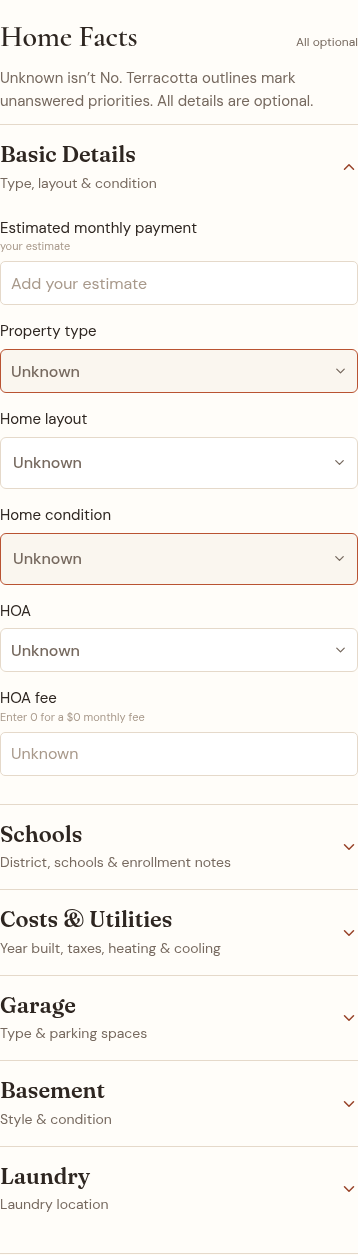 Home Facts
All optional
Unknown isn’t No. Terracotta outlines mark
unanswered priorities. All details are optional.
Basic Details
Type, layout & condition
Estimated monthly payment
your estimate
Add your estimate
Property type
Unknown
Home layout
Unknown
Home condition
Unknown
HOA
Unknown
HOA fee
Enter 0 for a $0 monthly fee
Unknown
Schools
District, schools & enrollment notes
Costs & Utilities
Year built, taxes, heating & cooling
Garage
Type & parking spaces
Basement
Style & condition
Laundry
Laundry location